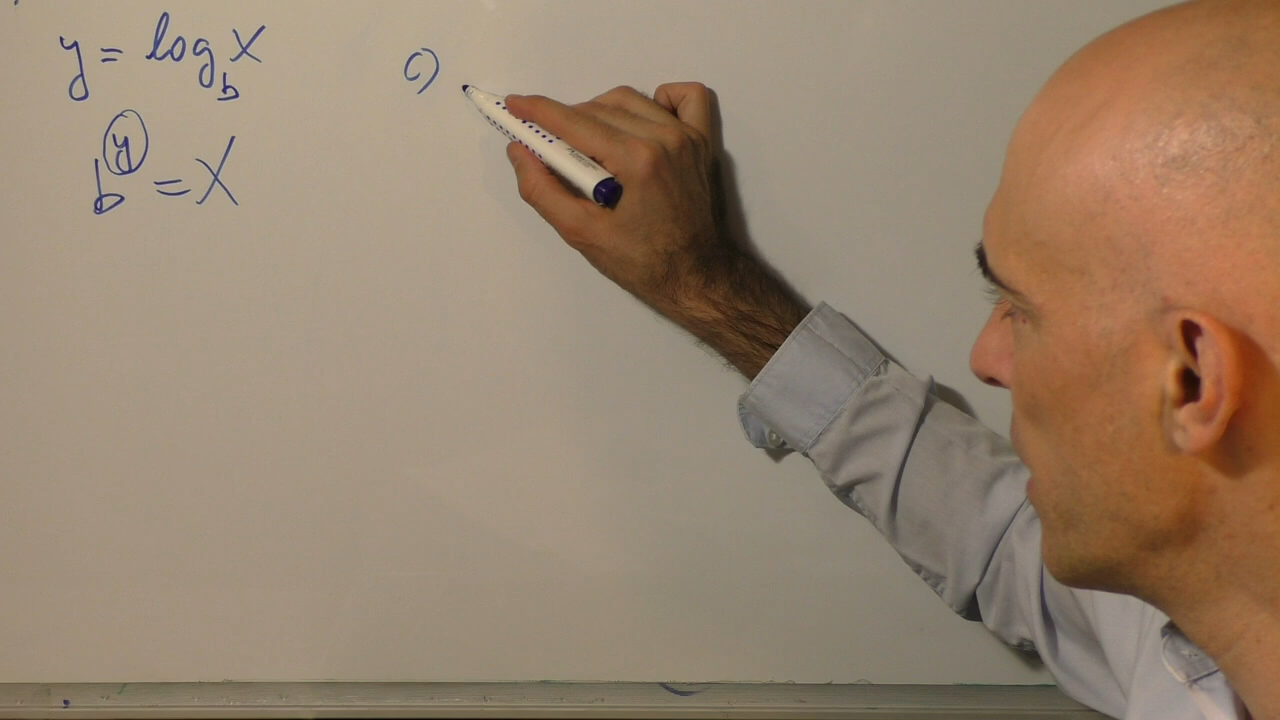 y = log_b x
b^y = x
c)